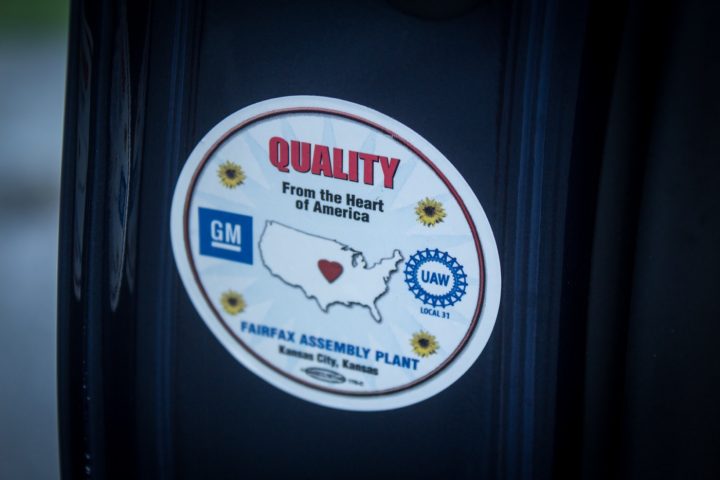 QUALITY
From the Heart
of America
GM
UAW
LOCAL 31
FAIRFAX ASSEMBLY PLANT
Kansas City, Kansas